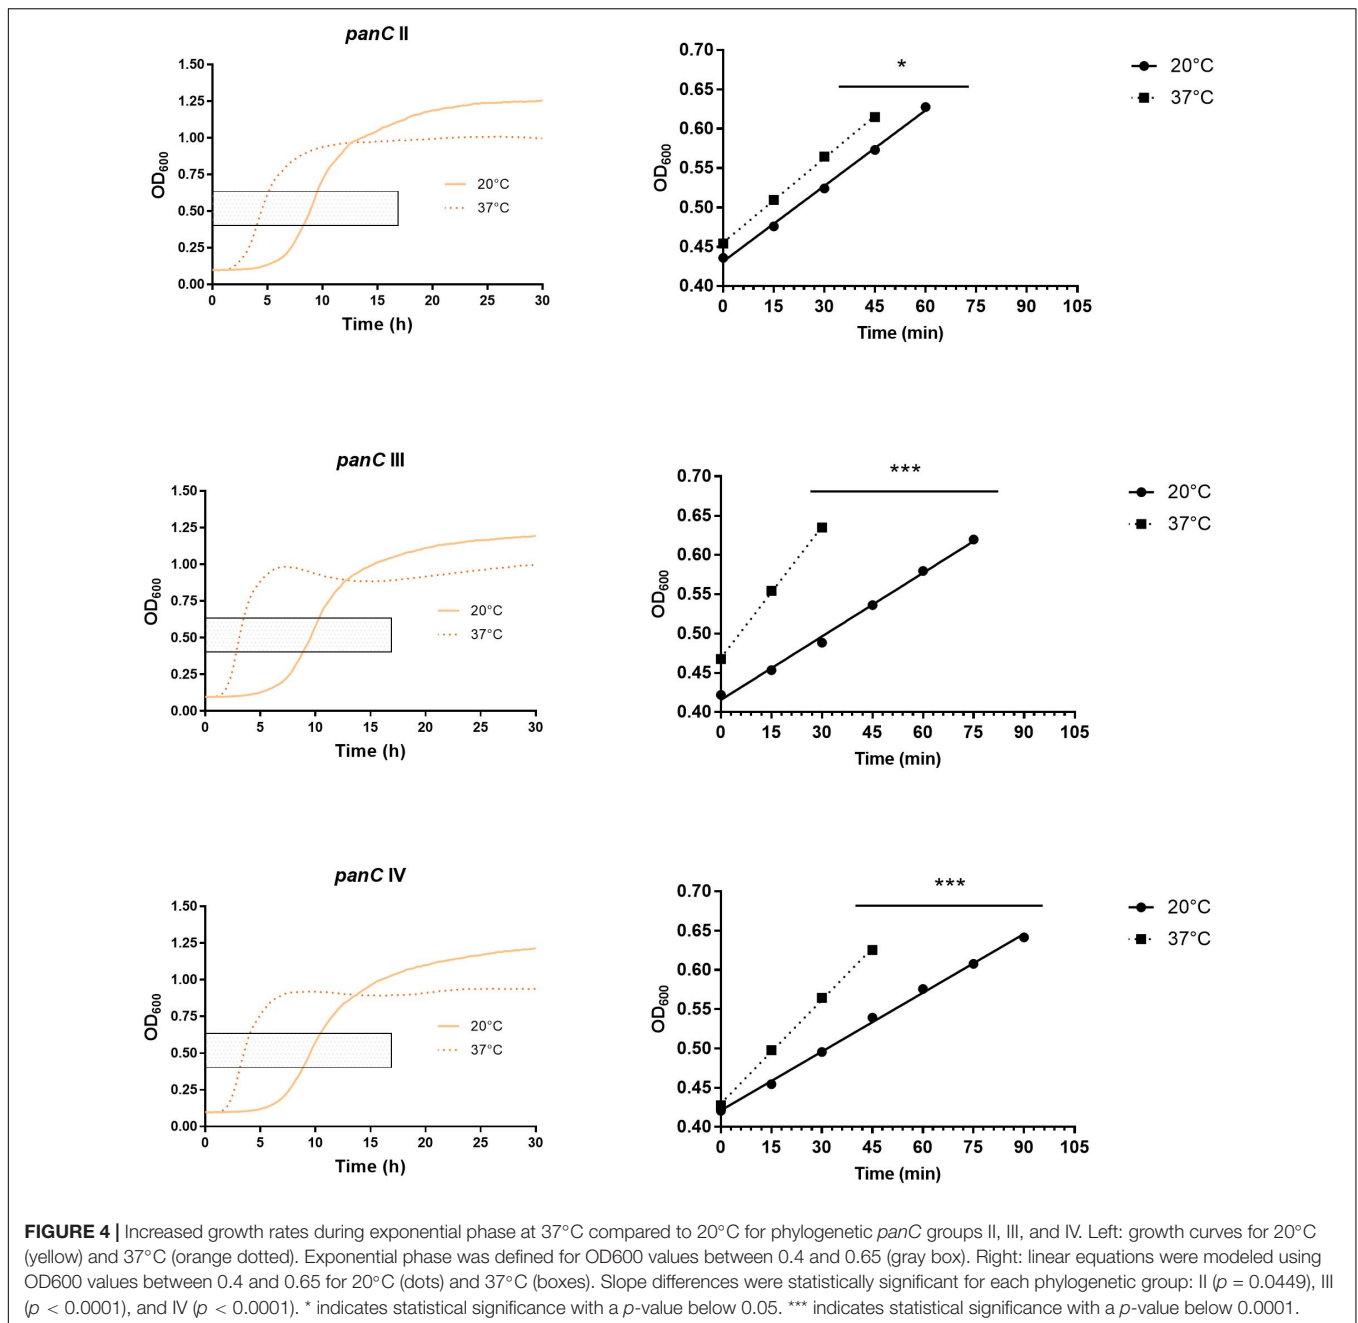 panC II
1.50
1.25
1.00
0.75
0.50
0.25
0.00
OD600
0 5 10 15 20 25 30
Time (h)
20°C
37°C
0.70
0.65
0.60
0.55
0.50
0.45
0.40
OD600
*
0 15 30 45 60 75 90 105
Time (min)
20°C
37°C
panC III
1.50
1.25
1.00
0.75
0.50
0.25
0.00
OD600
0 5 10 15 20 25 30
Time (h)
20°C
37°C
0.70
0.65
0.60
0.55
0.50
0.45
0.40
OD600
***
0 15 30 45 60 75 90 105
Time (min)
20°C
37°C
panC IV
1.50
1.25
1.00
0.75
0.50
0.25
0.00
OD600
0 5 10 15 20 25 30
Time (h)
20°C
37°C
0.70
0.65
0.60
0.55
0.50
0.45
0.40
OD600
***
0 15 30 45 60 75 90 105
Time (min)
20°C
37°C
FIGURE 4 | Increased growth rates during exponential phase at 37°C compared to 20°C for phylogenetic panC groups II, III, and IV. Left: growth curves for 20°C
(yellow) and 37°C (orange dotted). Exponential phase was defined for OD600 values between 0.4 and 0.65 (gray box). Right: linear equations were modeled using
OD600 values between 0.4 and 0.65 for 20°C (dots) and 37°C (boxes). Slope differences were statistically significant for each phylogenetic group: II (p = 0.0449), III
(p < 0.0001), and IV (p < 0.0001). * indicates statistical significance with a p-value below 0.05. *** indicates statistical significance with a p-value below 0.0001.